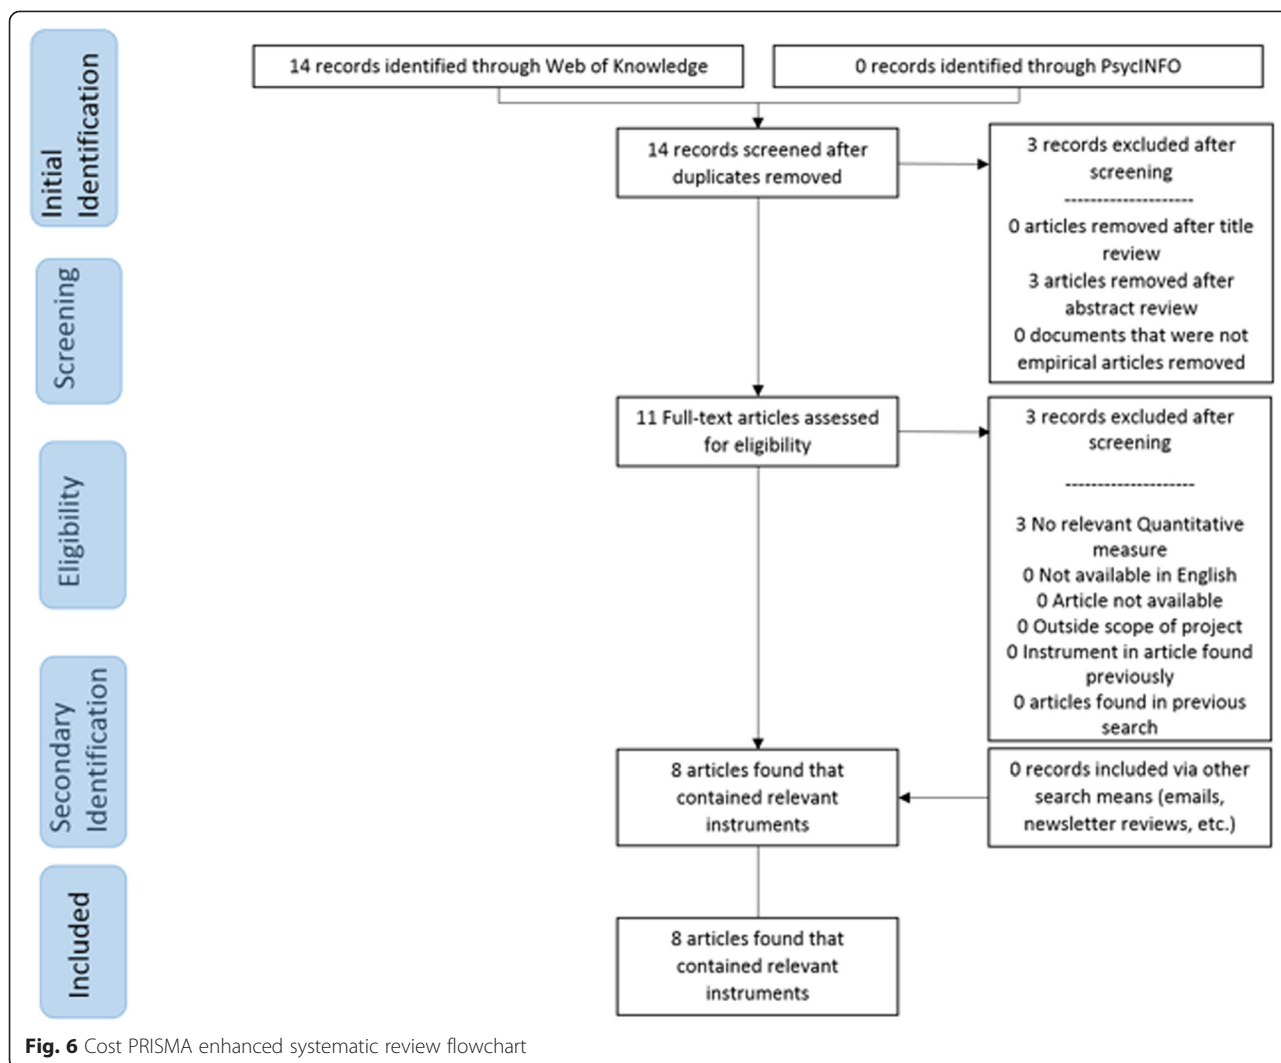 Initial
Identification
14 records identified through Web of Knowledge
0 records identified through PsycINFO
14 records screened after
duplicates removed
3 records excluded after
screening
--------------------
0 articles removed after title
review
3 articles removed after
abstract review
0 documents that were not
empirical articles removed
Screening
11 Full-text articles assessed
for eligibility
3 records excluded after
screening
--------------------
3 No relevant Quantitative
measure
0 Not available in English
0 Article not available
0 Outside scope of project
0 Instrument in article found
previously
0 articles found in previous
search
Eligibility
Secondary
Identification
8 articles found that
contained relevant
instruments
0 records included via other
search means (emails,
newsletter reviews, etc.)
Included
8 articles found that
contained relevant
instruments
Fig. 6 Cost PRISMA enhanced systematic review flowchart